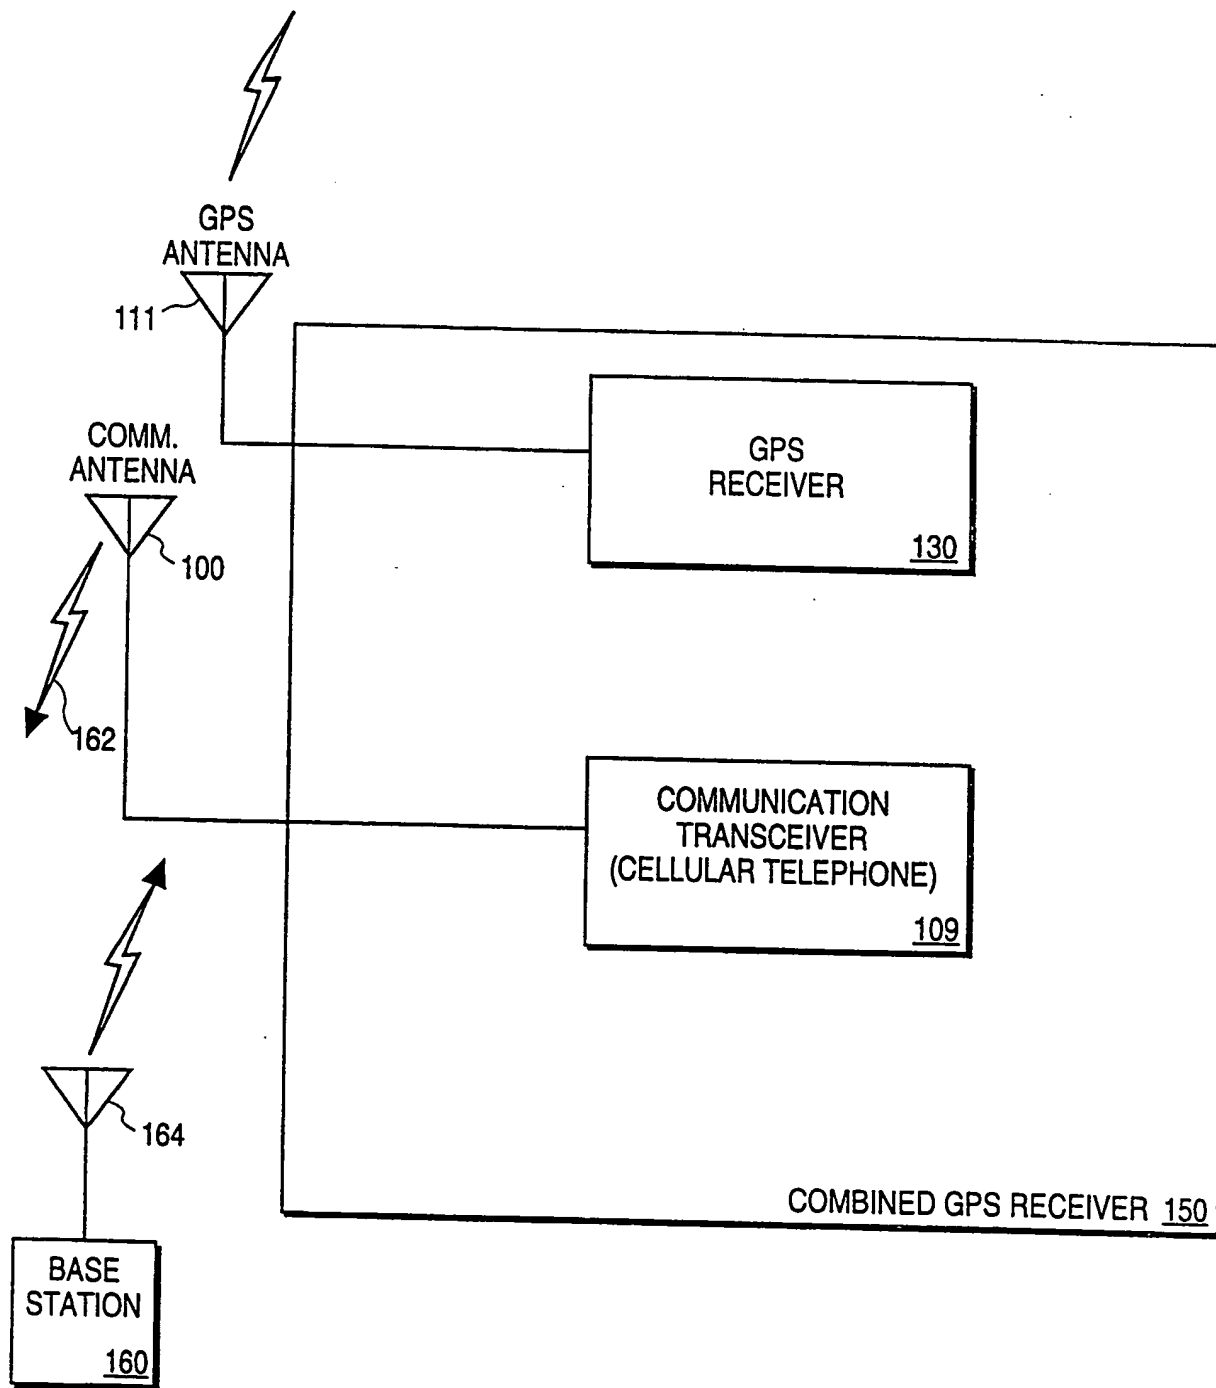 GPS
ANTENNA
111
COMM.
ANTENNA
100
162
GPS
RECEIVER
130
COMMUNICATION
TRANSCEIVER
(CELLULAR TELEPHONE)
109
164
COMBINED GPS RECEIVER 150
BASE
STATION
160